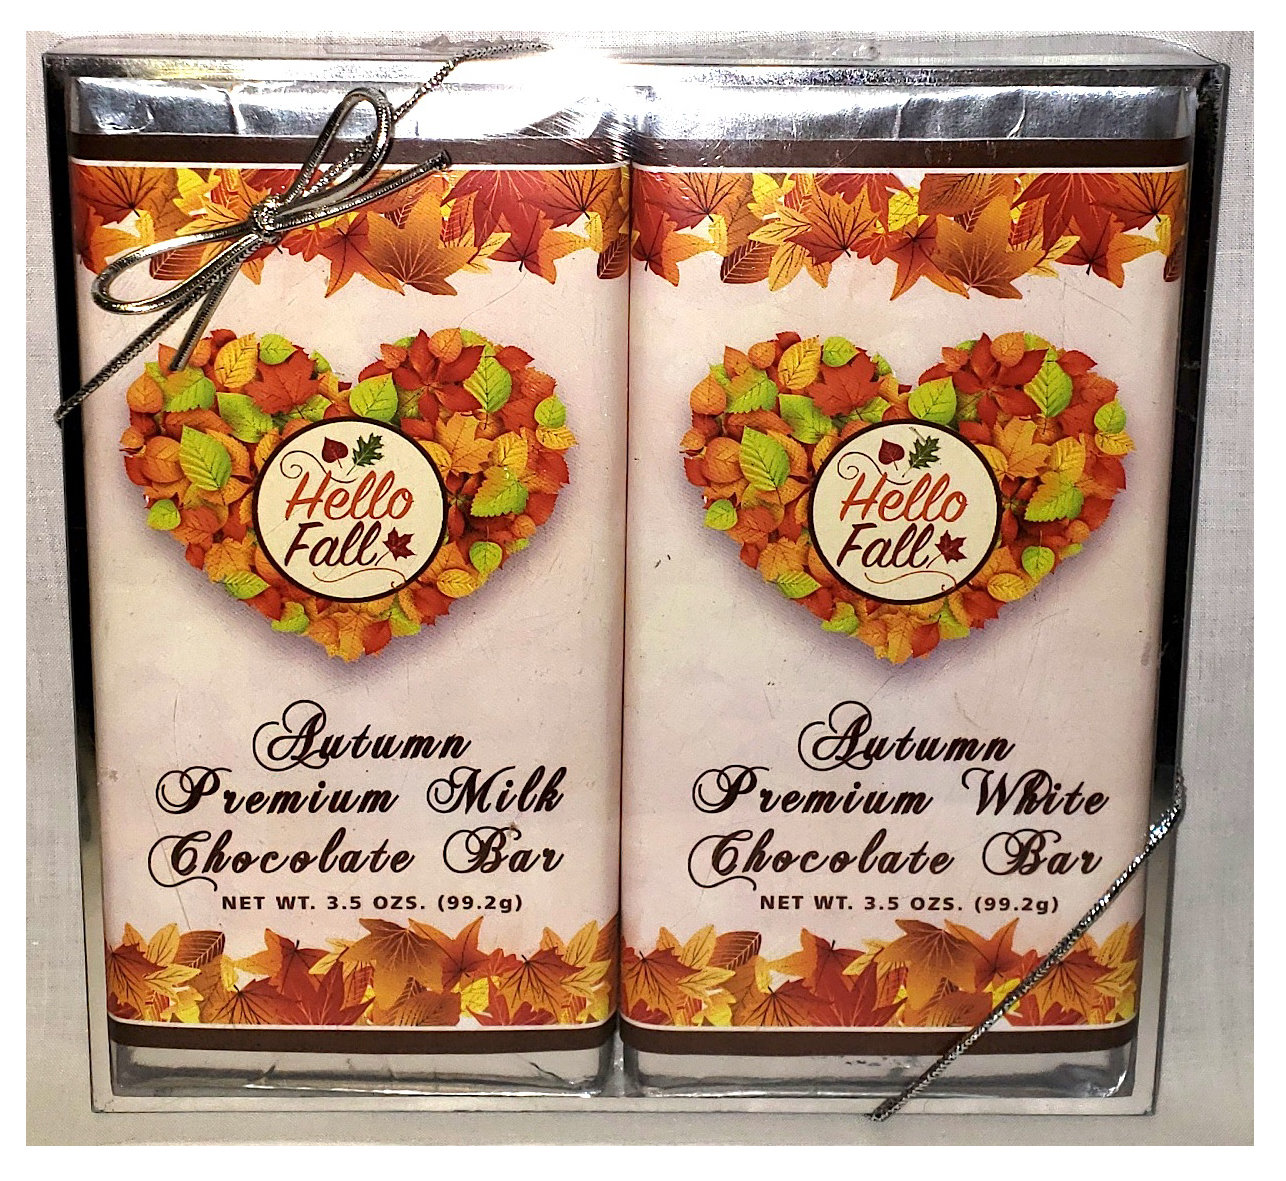 Hello
Fall
Autumn
Premium Milk
Chocolate Bar
NET WT. 3.5 OZS. (99.2g)
Hello
Fall
Autumn
Premium White
Chocolate Bar
NET WT. 3.5 OZS. (99.2g)